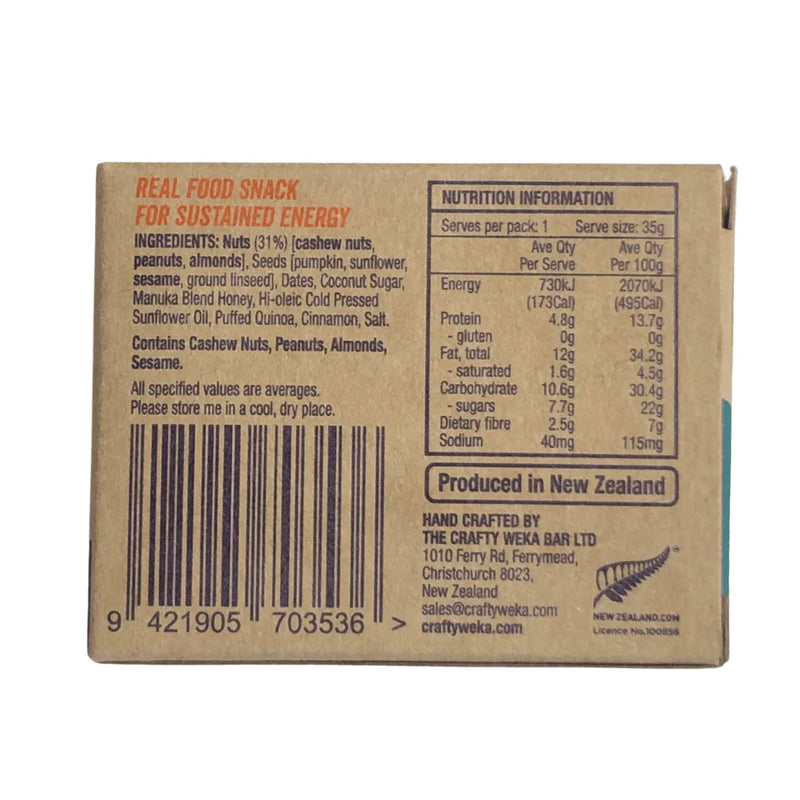 REAL FOOD SNACK
FOR SUSTAINED ENERGY
INGREDIENTS: Nuts (31%) [cashew nuts,
peanuts, almonds], Seeds [pumpkin, sunflower,
sesame, ground linseed], Dates, Coconut Sugar,
Manuka Blend Honey, Hi-oleic Cold Pressed
Sunflower Oil, Puffed Quinoa, Cinnamon, Salt.
Contains Cashew Nuts, Peanuts, Almonds,
Sesame.
All specified values are averages.
Please store me in a cool, dry place.
9 421905 703536 >
NUTRITION INFORMATION
Serves per pack: 1 Serve size: 35g
Ave Qty Ave Qty
Per Serve Per 100g
Energy 730kJ 2070kJ
(173Cal) (495Cal)
Protein 4.8g 13.7g
- gluten 0g 0g
Fat, total 12g 34.2g
- saturated 1.6g 4.5g
Carbohydrate 10.6g 30.4g
- sugars 7.7g 22g
Dietary fibre 2.5g 7g
Sodium 40mg 115mg
Produced in New Zealand
HAND CRAFTED BY
THE CRAFTY WEKA BAR LTD
1010 Ferry Rd, Ferrymead,
Christchurch 8023,
New Zealand
sales@craftyweka.com
craftyweka.com
NEW ZEALAND.COM
Licence No.100856